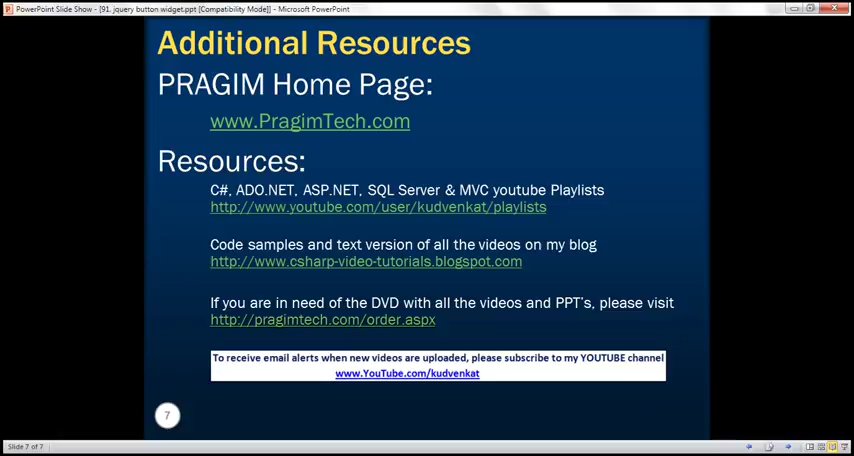 PowerPoint Slide Show - [91. jquery button widget.ppt [Compatibility Mode]] - Microsoft PowerPoint
Additional Resources
PRAGIM Home Page:
www.PragimTech.com
Resources:
C#, ADO.NET, ASP.NET, SQL Server & MVC youtube Playlists
http://www.youtube.com/user/kudvenkat/playlists
Code samples and text version of all the videos on my blog
http://www.csharp-video-tutorials.blogspot.com
If you are in need of the DVD with all the videos and PPT's, please visit
http://pragimtech.com/order.aspx
To receive email alerts when new videos are uploaded, please subscribe to my YOUTUBE channel
www.YouTube.com/kudvenkat
7
Slide 7 of 7